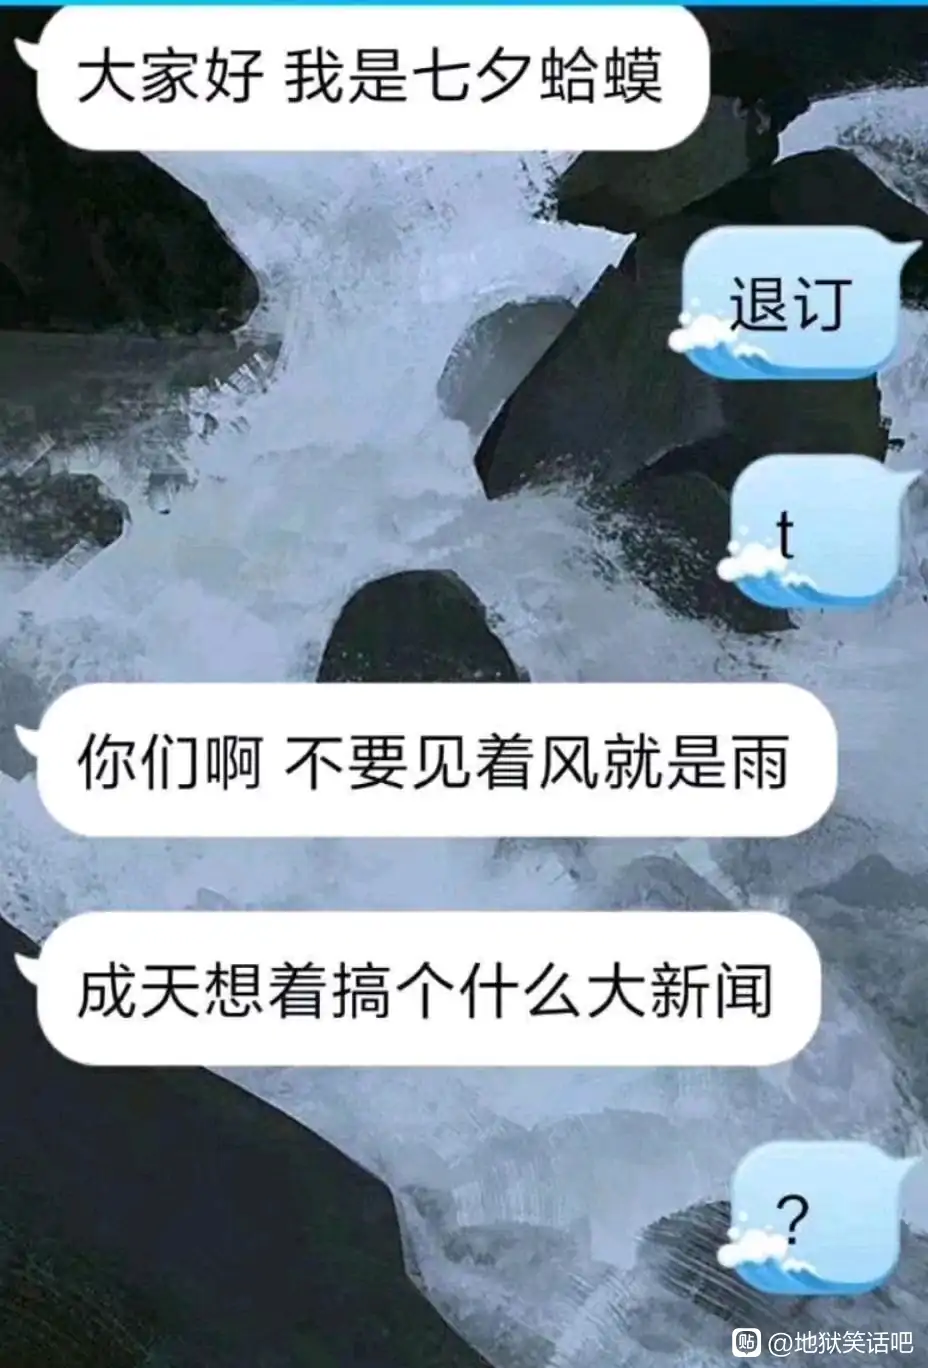 大家好 我是七夕蛤蟆
退订
t
你们啊 不要见着风就是雨
成天想着搞个什么大新闻
?
贴 @地狱笑话吧